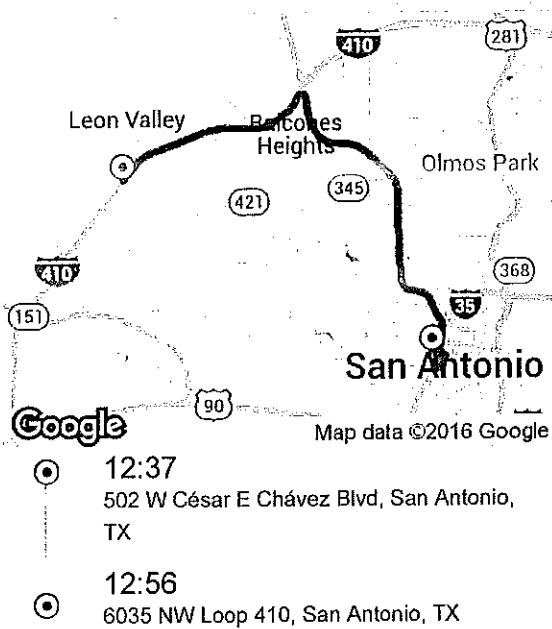 410
281
Leon Valley
Balcones
Heights
Olmos Park
345
421
410
368
151
35
San Antonio
90
Google
Map data ©2016 Google
12:37
502 W César E Chávez Blvd, San Antonio,
TX
12:56
6035 NW Loop 410, San Antonio, TX